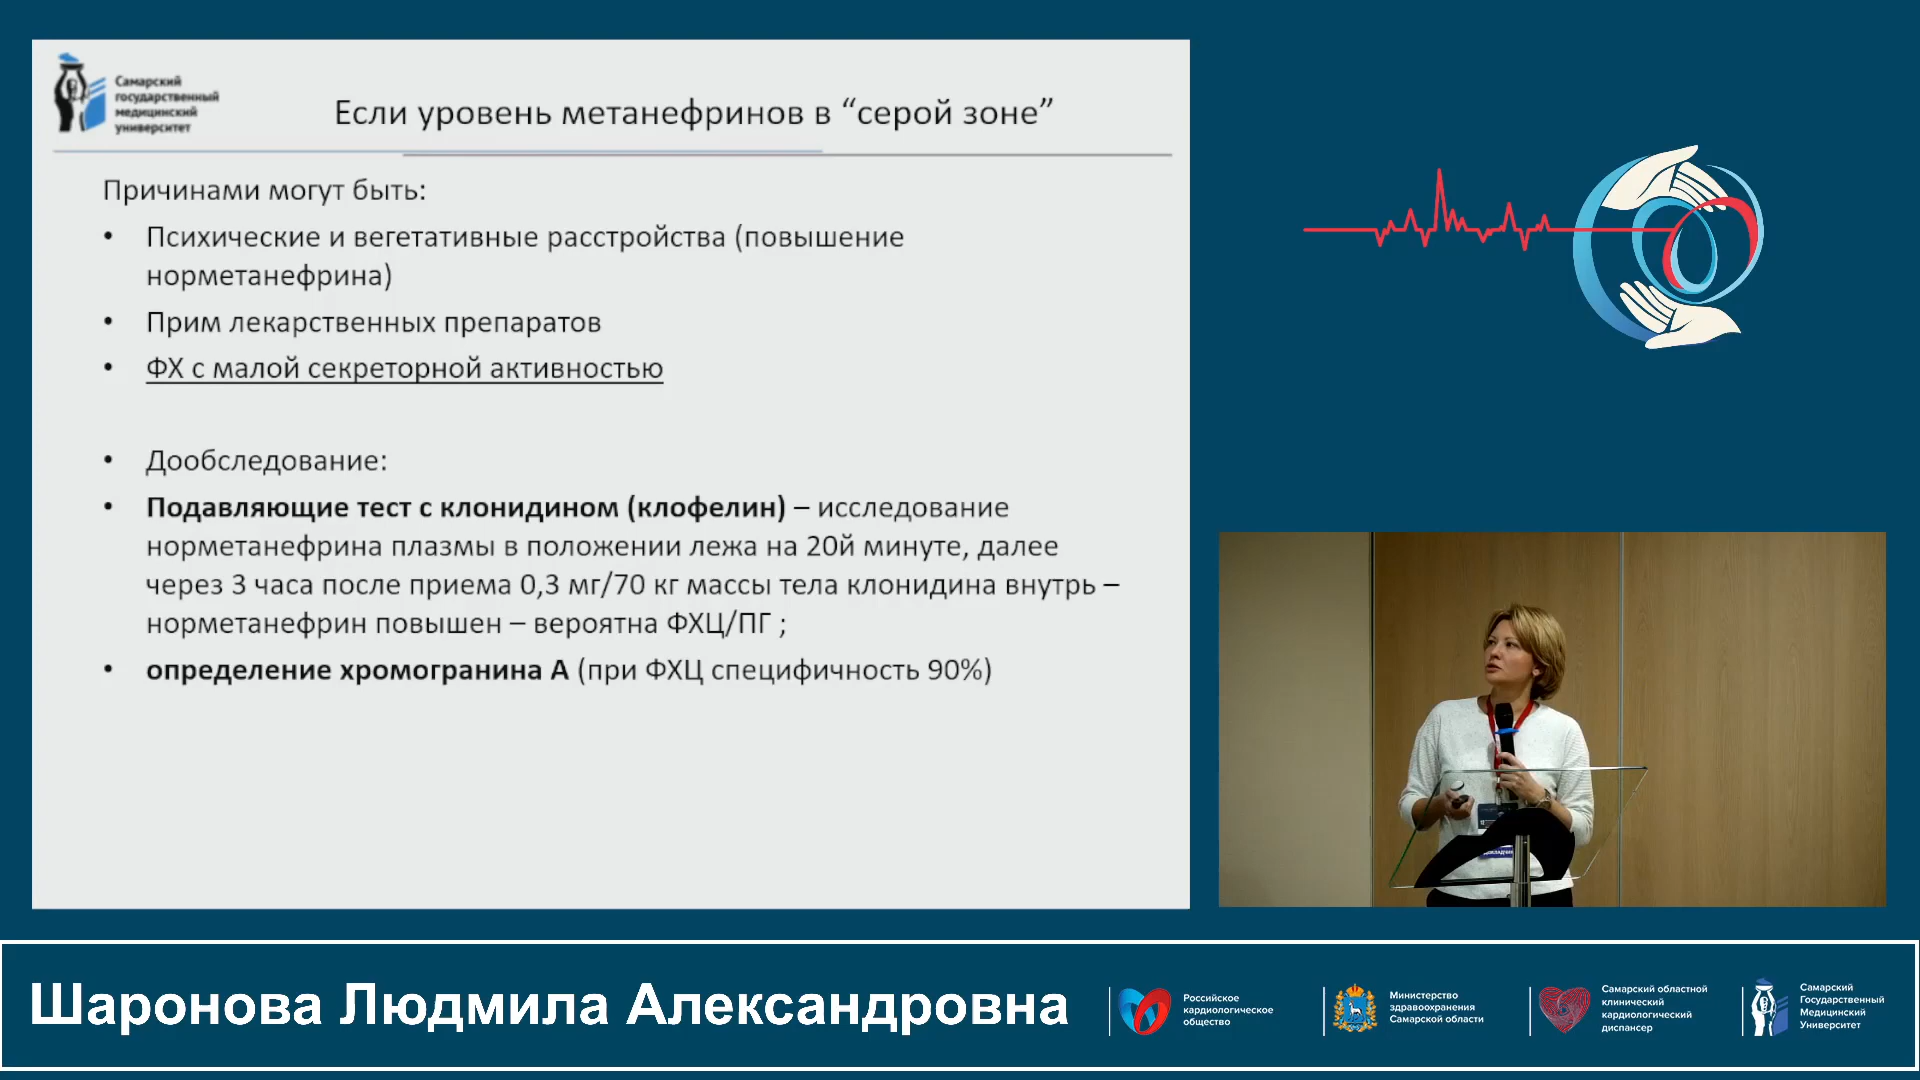 Самарский
государственный
медицинский
университет
Если уровень метанефринов в “серой зоне”
Причинами могут быть:
• Психические и вегетативные расстройства (повышение
норметанефрина)
• Прим лекарственных препаратов
• ФХ с малой секреторной активностью
• Дообследование:
• Подавляющие тест с клонидином (клофелин) – исследование
норметанефрина плазмы в положении лежа на 20й минуте, далее
через 3 часа после приема 0,3 мг/70 кг массы тела клонидина внутрь –
норметанефрин повышен – вероятна ФХЦ/ПГ ;
• определение хромогранина А (при ФХЦ специфичность 90%)
Шаронова Людмила Александровна
Российское
кардиологическое
общество
Министерство
здравоохранения
Самарской области
Самарский областной
клинический
кардиологический
диспансер
Самарский
Государственный
Медицинский
Университет